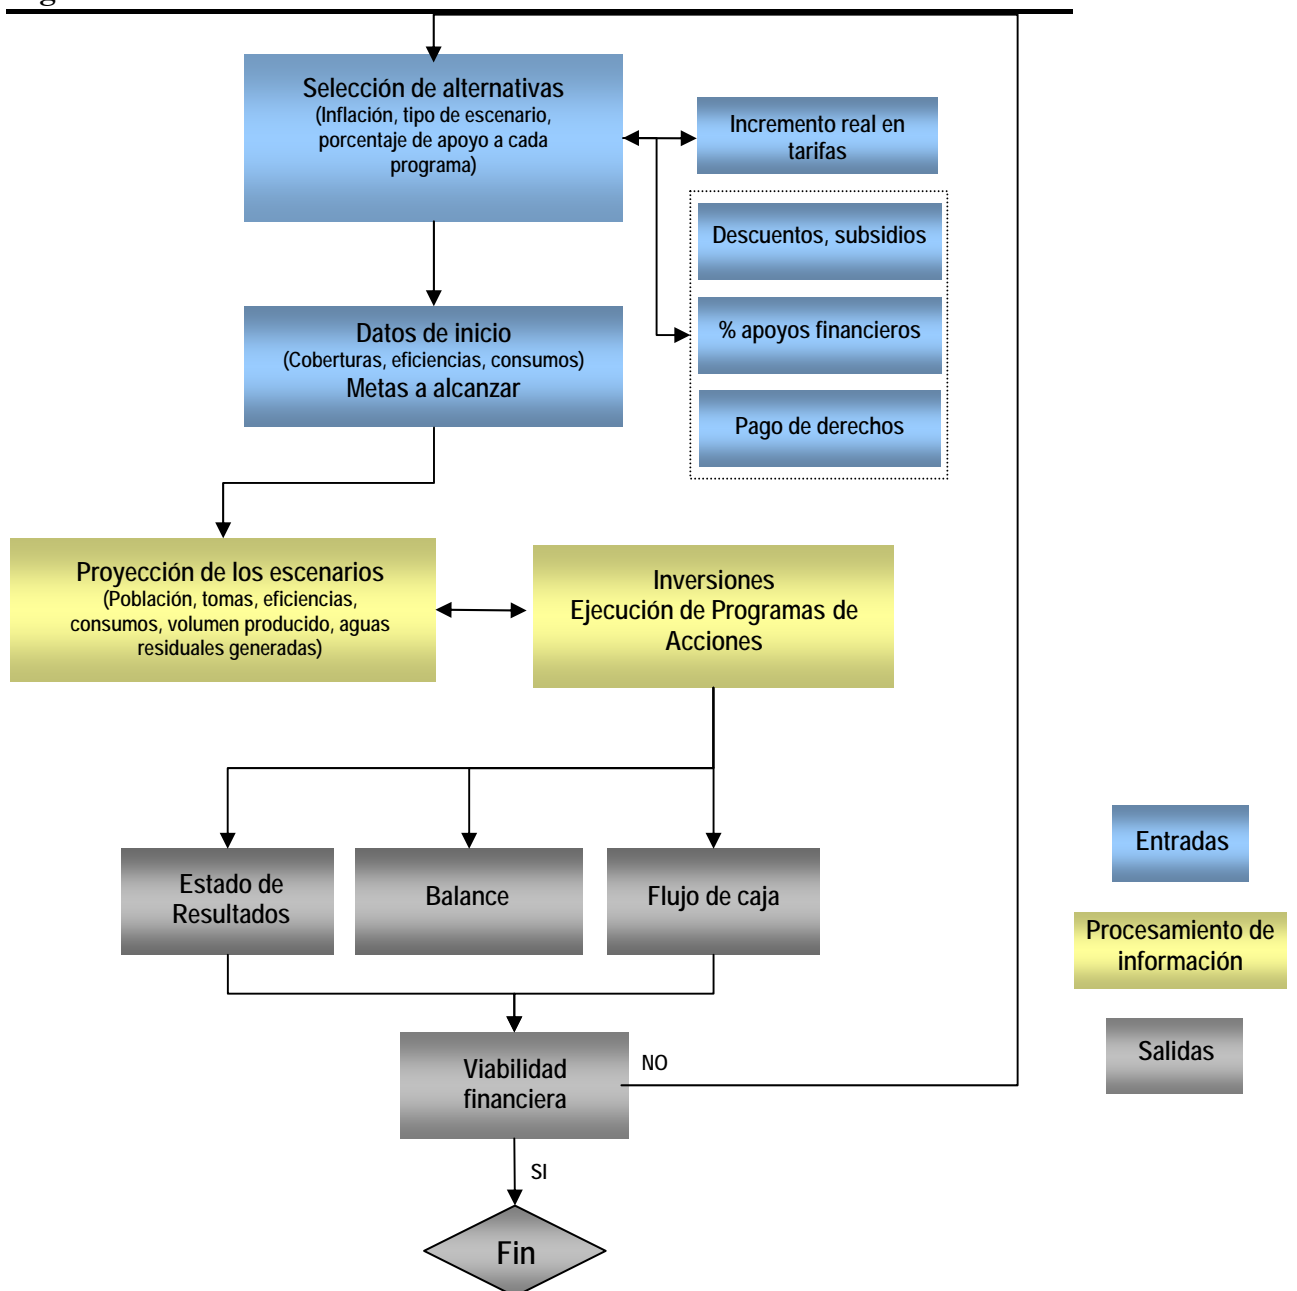 Selección de alternativas
(Inflación, tipo de escenario,
porcentaje de apoyo a cada
programa)
Incremento real en
tarifas
Descuentos, subsidios
% apoyos financieros
Pago de derechos
Datos de inicio
(Coberturas, eficiencias, consumos)
Metas a alcanzar
Proyección de los escenarios
(Población, tomas, eficiencias,
consumos, volumen producido, aguas
residuales generadas)
Inversiones
Ejecución de Programas de
Acciones
Estado de
Resultados
Balance
Flujo de caja
Viabilidad
financiera
NO
SI
Fin
Entradas
Procesamiento de
información
Salidas